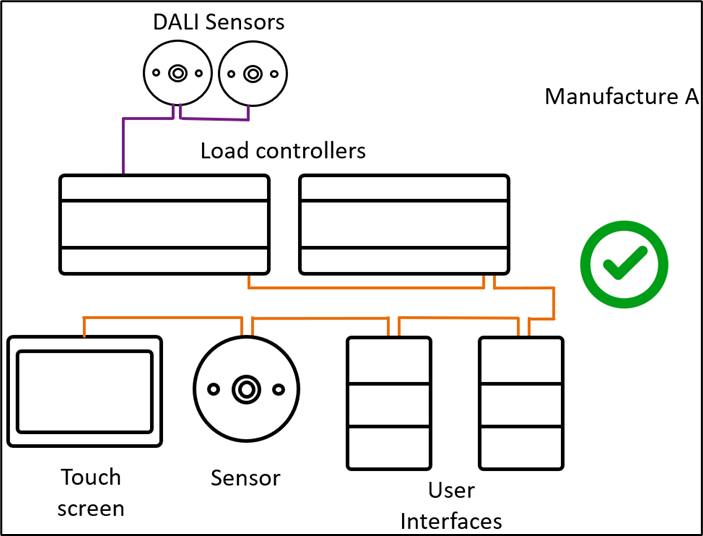 DALI Sensors
Manufacture A
Load controllers
Touch
screen
Sensor
User
Interfaces